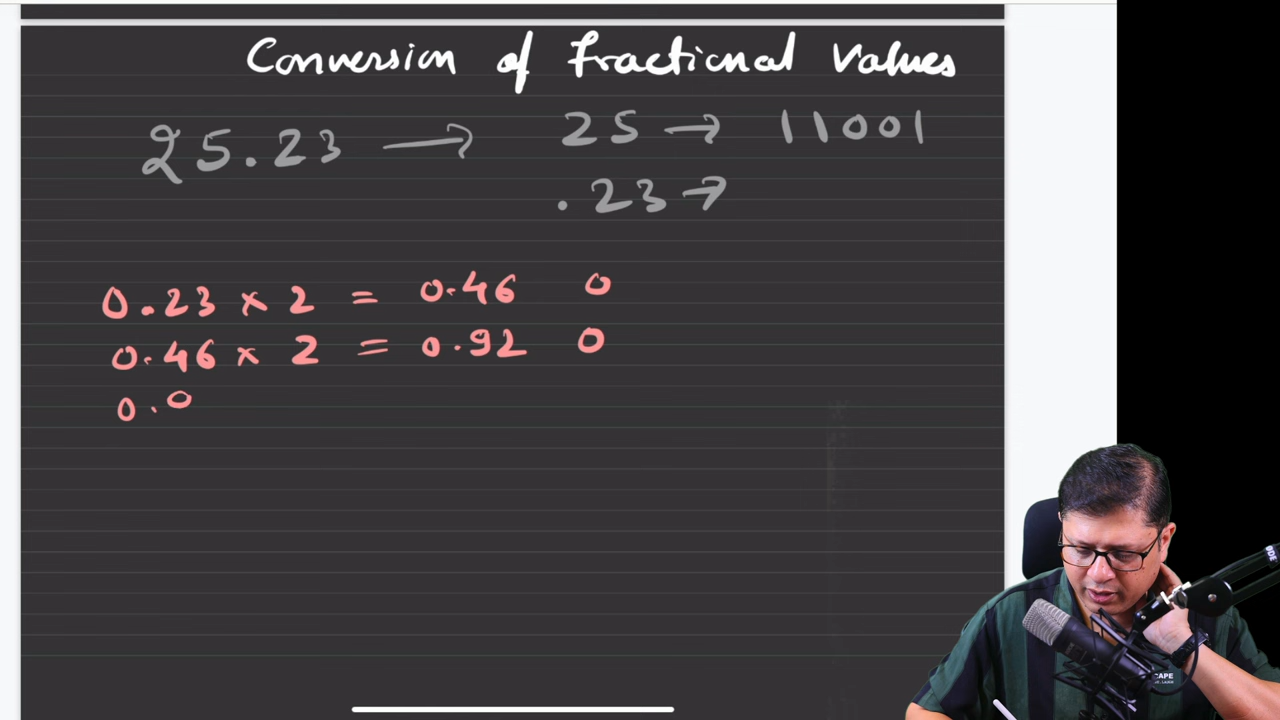 Conversion of fractional Values
25.23 → 25 → 11001
.23 →
0.23 × 2 = 0.46 0
0.46 × 2 = 0.92 0
0.0
CAPE